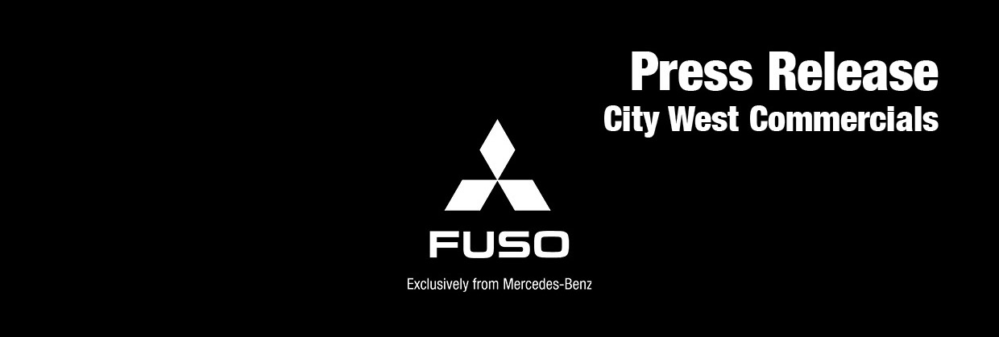 Press Release
City West Commercials
FUSO
Exclusively from Mercedes-Benz